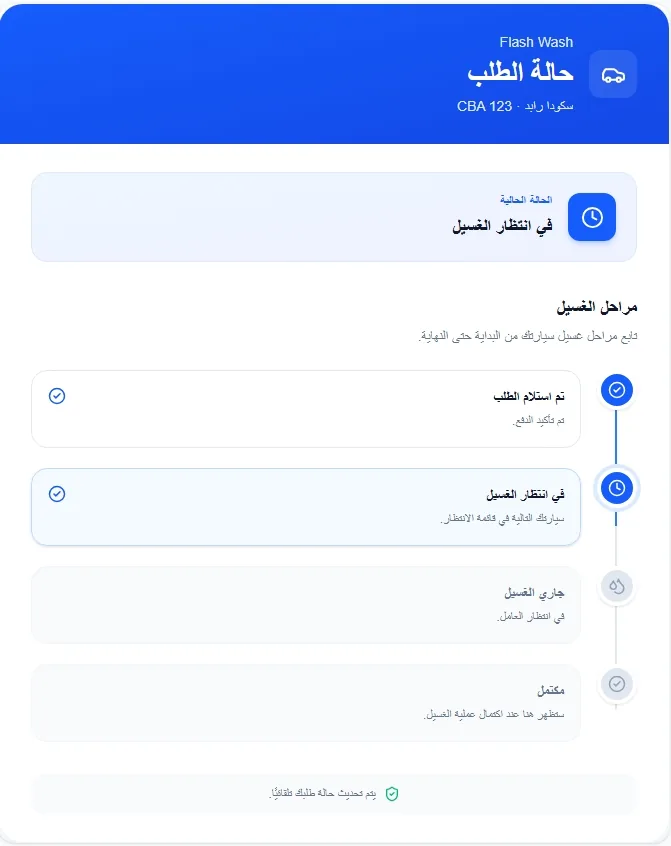 Flash Wash
حالة الطلب
سكودا رابد · CBA 123
الحالة الحالية
في انتظار الغسيل
مراحل الغسيل
تابع مراحل غسيل سيارتك من البداية حتى النهاية.
تم استلام الطلب
تم تأكيد الدفع.
في انتظار الغسيل
سيارتك التالية في قائمة الانتظار.
جاري الغسيل
في انتظار العامل.
مكتمل
ستظهر هنا عند اكتمال عملية الغسيل.
يتم تحديث حالة طلبك تلقائيًا.